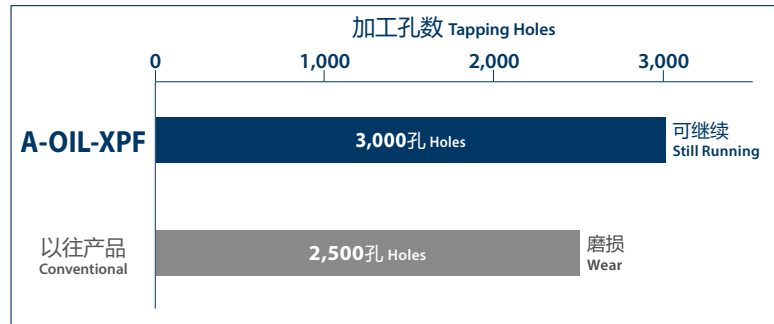 加工孔数 Tapping Holes
0 1,000 2,000 3,000
A-OIL-XPF
3,000孔 Holes
可继续
Still Running
以往产品
Conventional
2,500孔 Holes
磨损
Wear